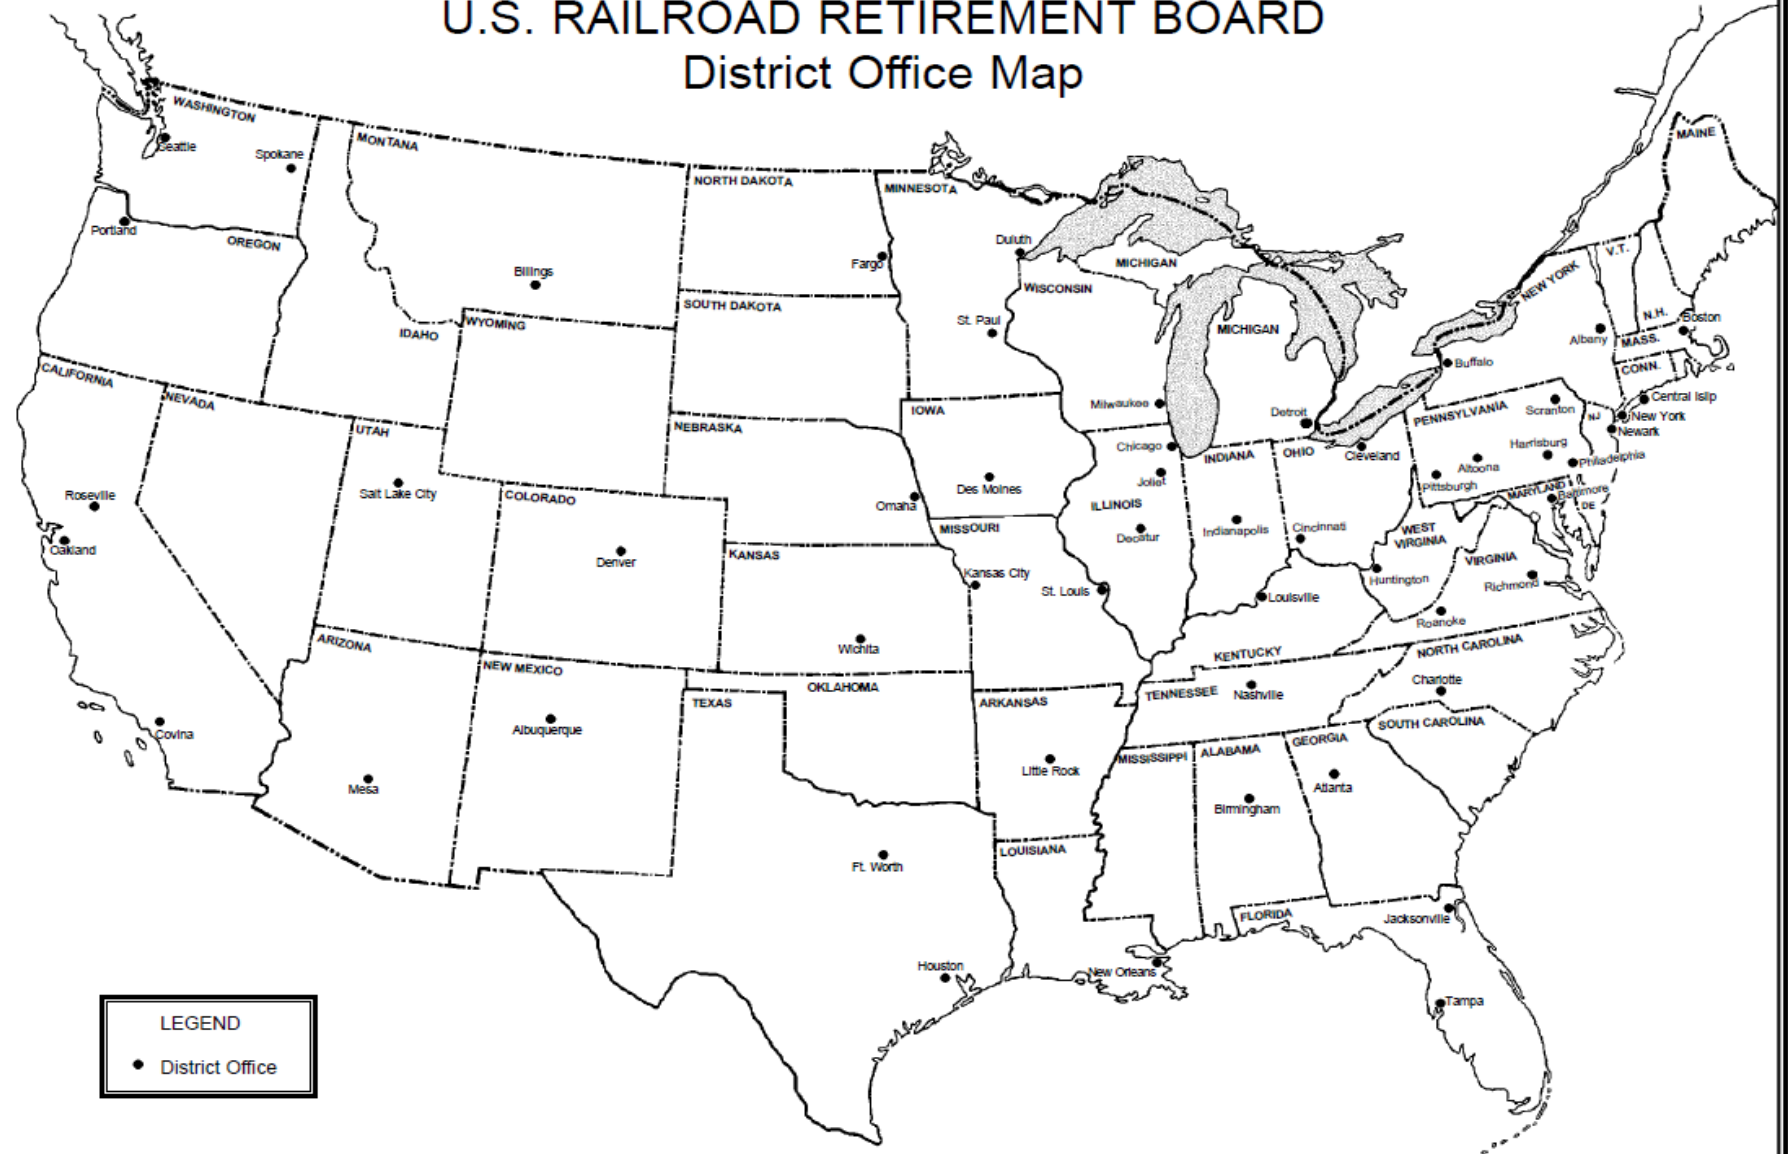 U.S. RAILROAD RETIREMENT BOARD
District Office Map
WASHINGTON
Seattle
Spokane
MONTANA
NORTH DAKOTA
MINNESOTA
MAINE
Portland
OREGON
Billings
Fargo
Duluth
MICHIGAN
WISCONSIN
V.T.
NEW YORK
SOUTH DAKOTA
IDAHO
WYOMING
St. Paul
MICHIGAN
N.H.
Boston
Albany
MASS.
CONN.
Buffalo
CALIFORNIA
NEVADA
UTAH
NEBRASKA
IOWA
Milwaukee
Detroit
PENNSYLVANIA
Scranton
NJ
Central Islip
New York
Newark
Chicago
INDIANA
OHIO
Cleveland
Harrisburg
Altoona
Philadelphia
Pittsburgh
Joliet
Roseville
Salt Lake City
COLORADO
Omaha
Des Moines
ILLINOIS
MARYLAND
Baltimore
DE
Oakland
Denver
KANSAS
MISSOURI
Decatur
Indianapolis
Cincinnati
WEST
VIRGINIA
VIRGINIA
Kansas City
St. Louis
Louisville
Huntington
Richmond
Roanoke
ARIZONA
NEW MEXICO
Wichita
OKLAHOMA
KENTUCKY
NORTH CAROLINA
TEXAS
ARKANSAS
TENNESSEE
Nashville
Charlotte
Covina
Albuquerque
SOUTH CAROLINA
MISSISSIPPI
ALABAMA
GEORGIA
Mesa
Little Rock
Birmingham
Atlanta
Ft. Worth
LOUISIANA
FLORIDA
Jacksonville
Houston
New Orleans
Tampa
LEGEND
District Office